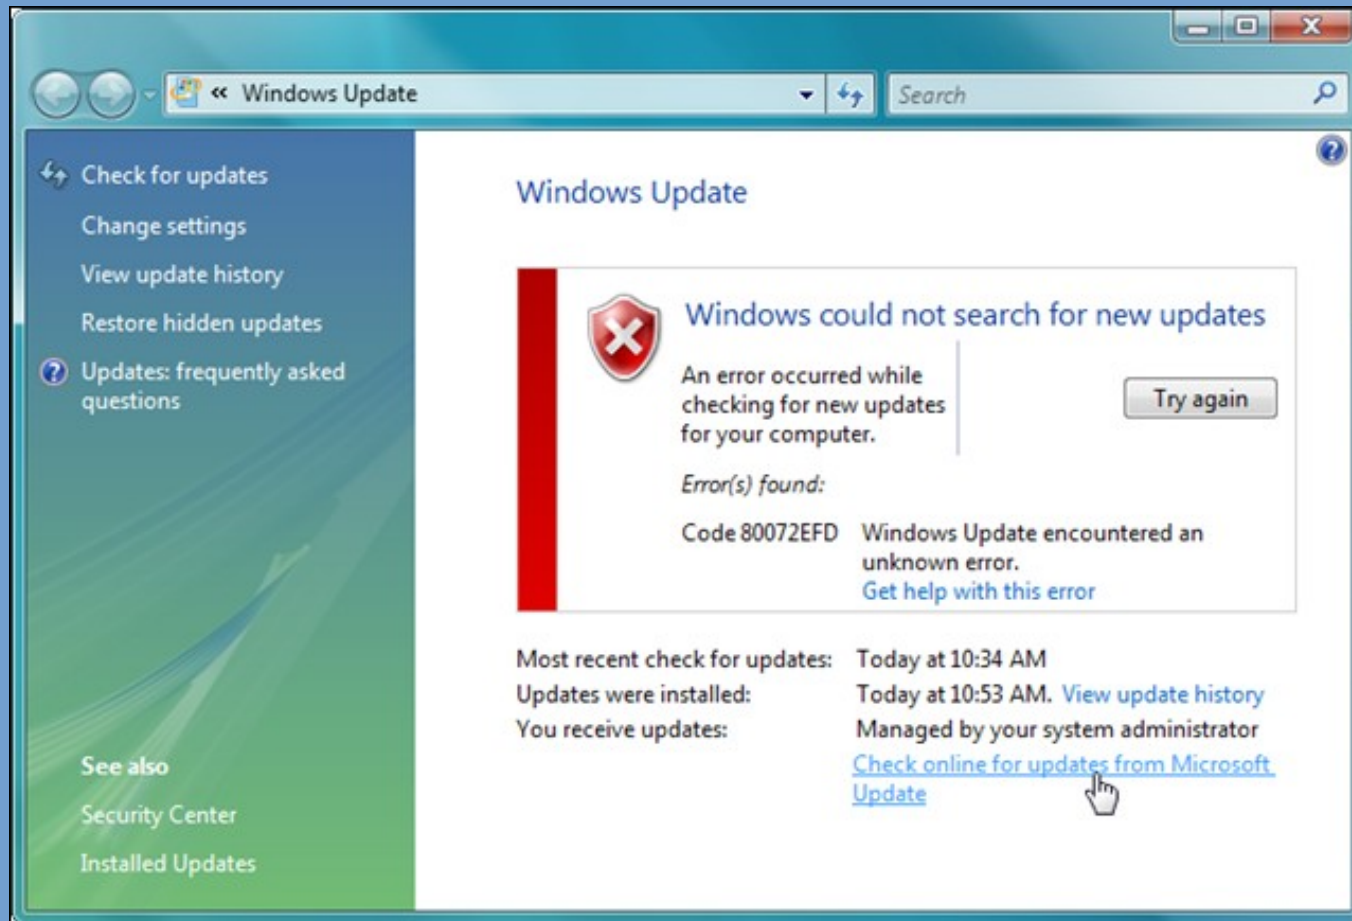 « Windows Update
Search
Check for updates
Change settings
View update history
Restore hidden updates
Updates: frequently asked
questions
See also
Security Center
Installed Updates
Windows Update
Windows could not search for new updates
An error occurred while
checking for new updates
for your computer.
Try again
Error(s) found:
Code 80072EFD Windows Update encountered an
unknown error.
Get help with this error
Most recent check for updates: Today at 10:34 AM
Updates were installed: Today at 10:53 AM. View update history
You receive updates: Managed by your system administrator
Check online for updates from Microsoft
Update